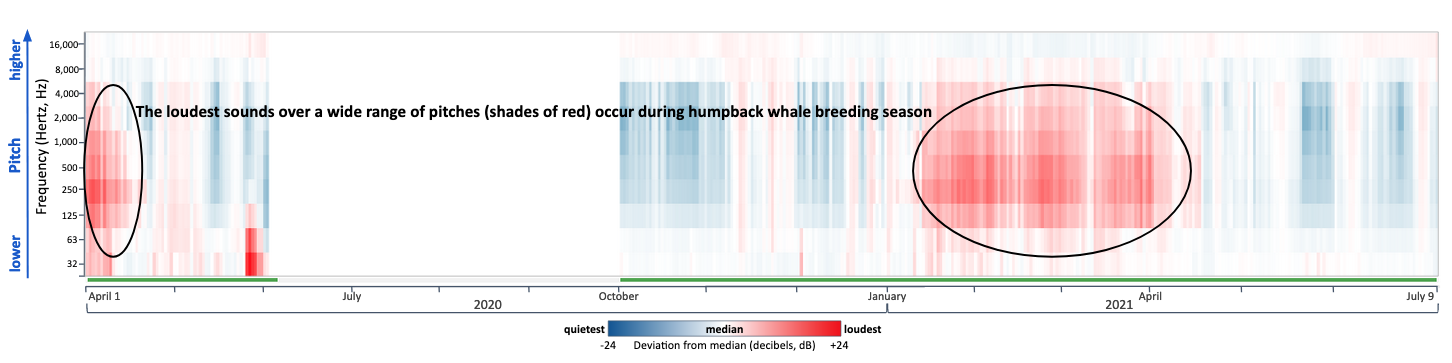 higher
Pitch
lower
Frequency (Hertz, Hz)
16,000
8,000
4,000
2,000
1,000
500
250
125
63
32
The loudest sounds over a wide range of pitches (shades of red) occur during humpback whale breeding season
April 1 July October January April July 9
2020 2021
quietest median loudest
-24 Deviation from median (decibels, dB) +24